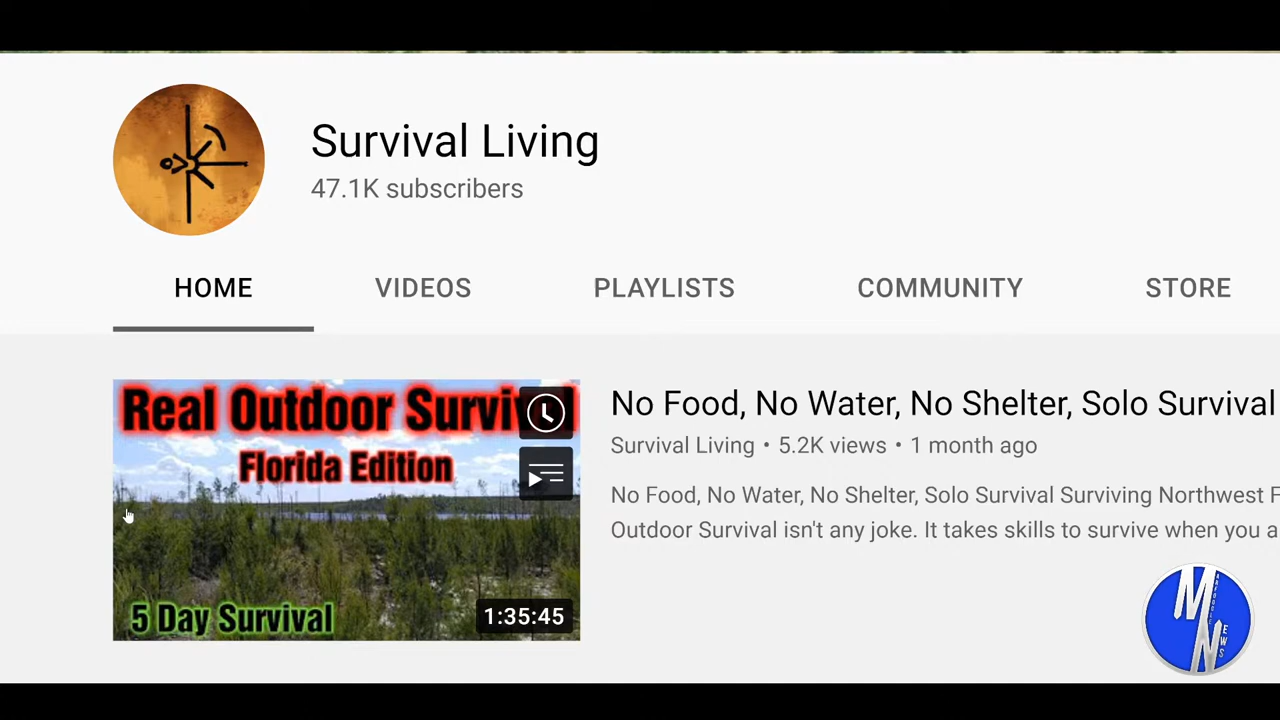 Survival Living
47.1K subscribers
HOME VIDEOS PLAYLISTS COMMUNITY STORE
Real Outdoor Surviv
Florida Edition
5 Day Survival
1:35:45
No Food, No Water, No Shelter, Solo Survival
Survival Living • 5.2K views • 1 month ago
No Food, No Water, No Shelter, Solo Survival Surviving Northwest F
Outdoor Survival isn't any joke. It takes skills to survive when you a
M
N
EWS